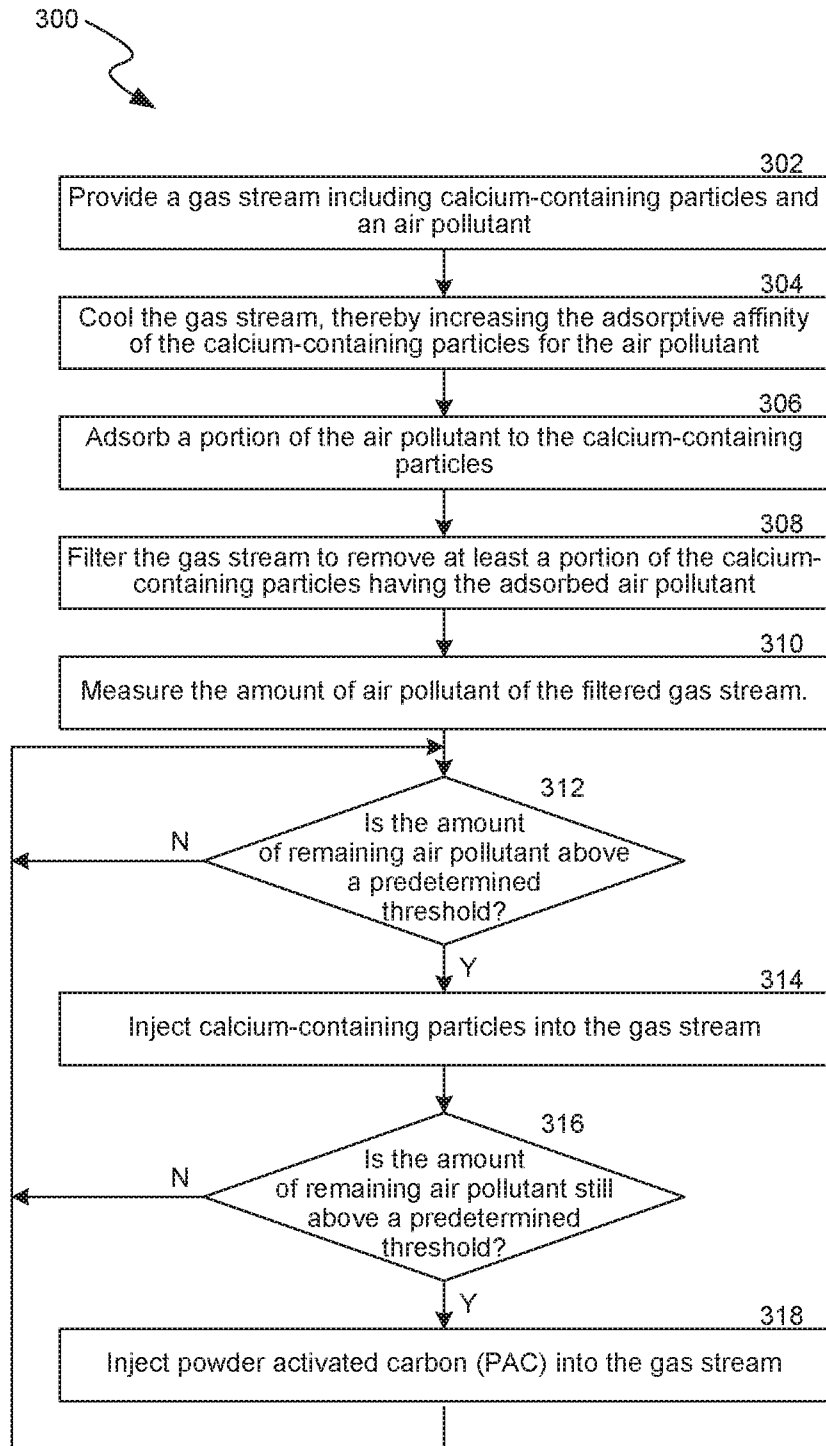 300
302
Provide a gas stream including calcium-containing particles and
an air pollutant
304
Cool the gas stream, thereby increasing the adsorptive affinity
of the calcium-containing particles for the air pollutant
306
Adsorb a portion of the air pollutant to the calcium-containing
particles
308
Filter the gas stream to remove at least a portion of the calcium-
containing particles having the adsorbed air pollutant
310
Measure the amount of air pollutant of the filtered gas stream.
312
Is the amount
of remaining air pollutant above
a predetermined
threshold?
N
Y
314
Inject calcium-containing particles into the gas stream
316
Is the amount
of remaining air pollutant still
above a predetermined
threshold?
N
Y
318
Inject powder activated carbon (PAC) into the gas stream